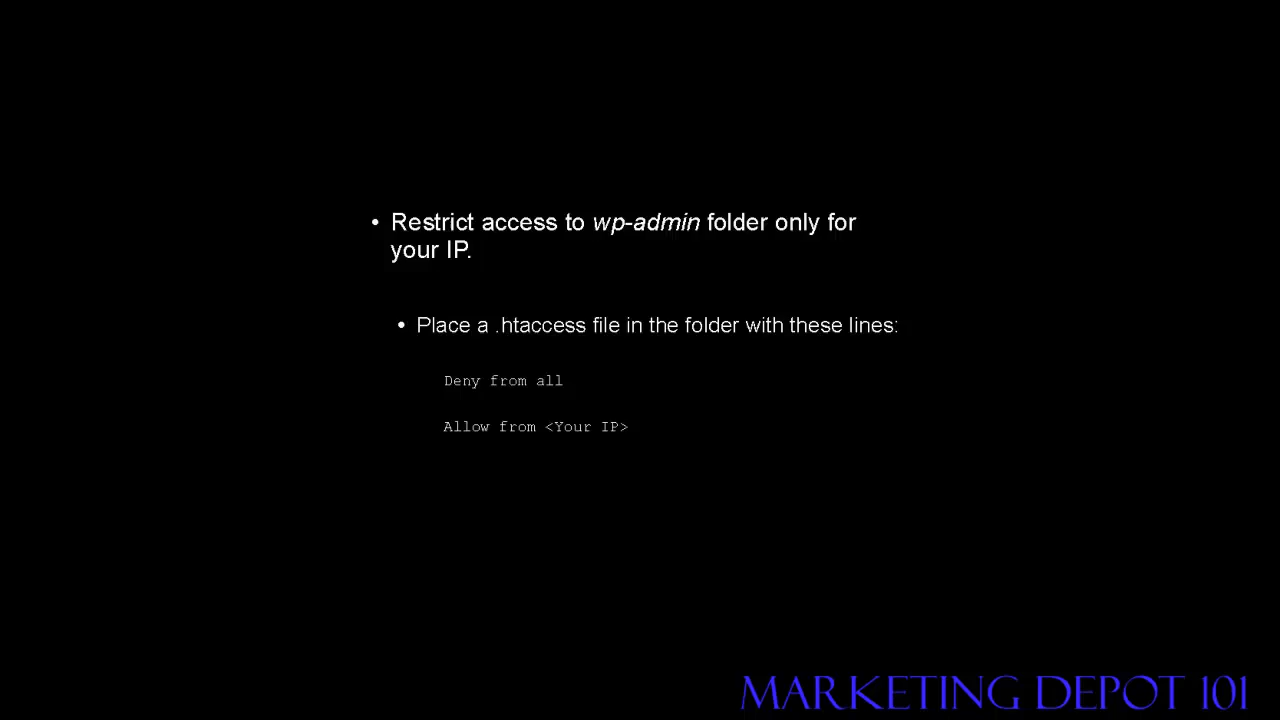 • Restrict access to wp-admin folder only for
your IP.
• Place a .htaccess file in the folder with these lines:
Deny from all
Allow from <Your IP>
MARKETING DEPOT 101